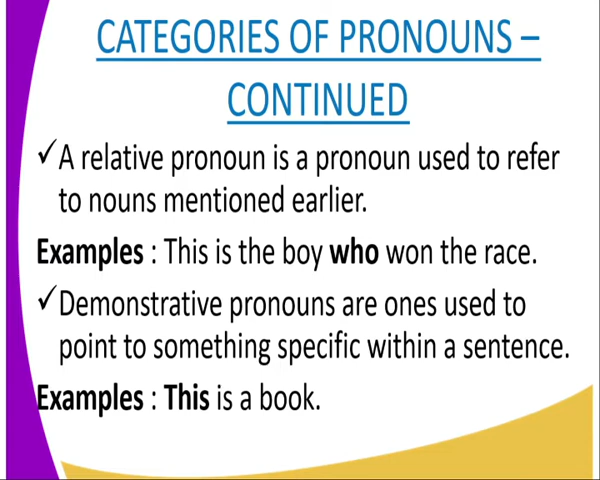 CATEGORIES OF PRONOUNS –
CONTINUED
✓A relative pronoun is a pronoun used to refer
to nouns mentioned earlier.
Examples : This is the boy who won the race.
✓Demonstrative pronouns are ones used to
point to something specific within a sentence.
Examples : This is a book.